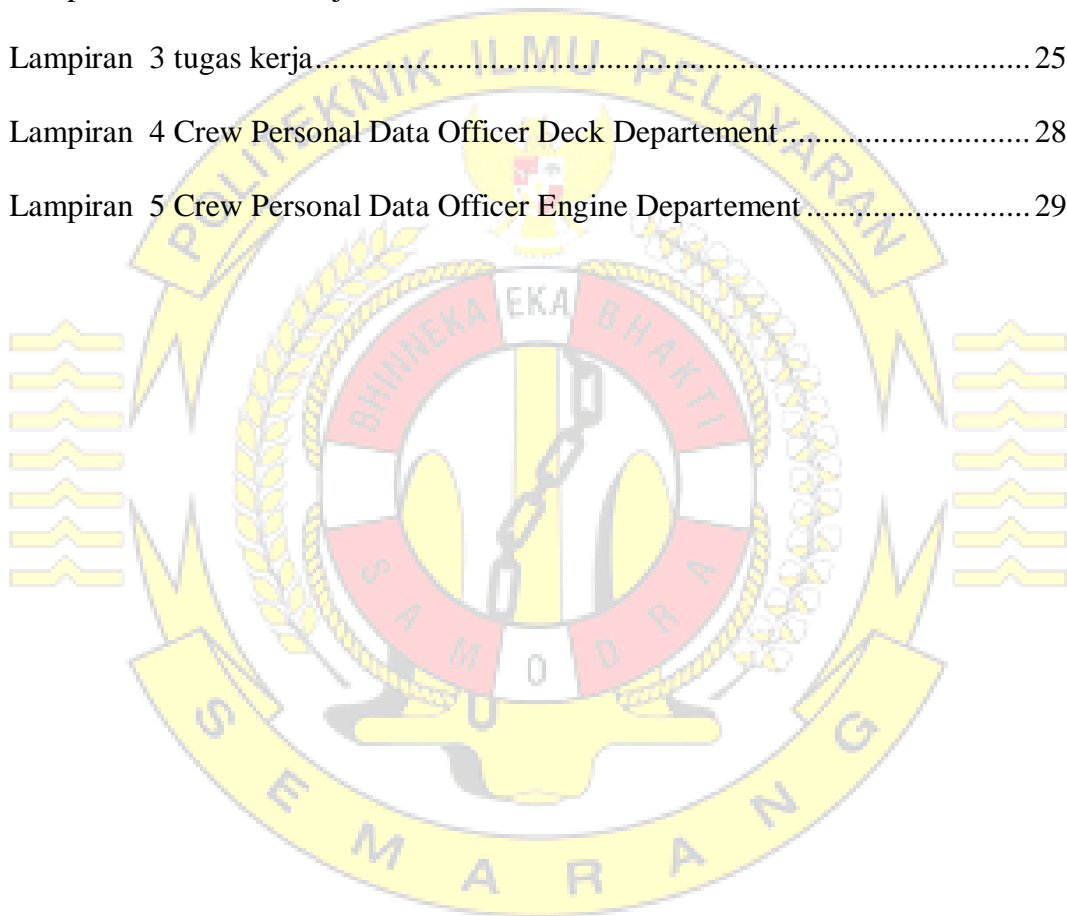 Lampiran 3 tugas kerja........................................................................... 25
Lampiran 4 Crew Personal Data Officer Deck Departement.......................... 28
Lampiran 5 Crew Personal Data Officer Engine Departement........................ 29
POLITEKNIK ILMU PELAYARAN
BHINNEKA EKA BHAKTI
SAMODRA
SEMARANG